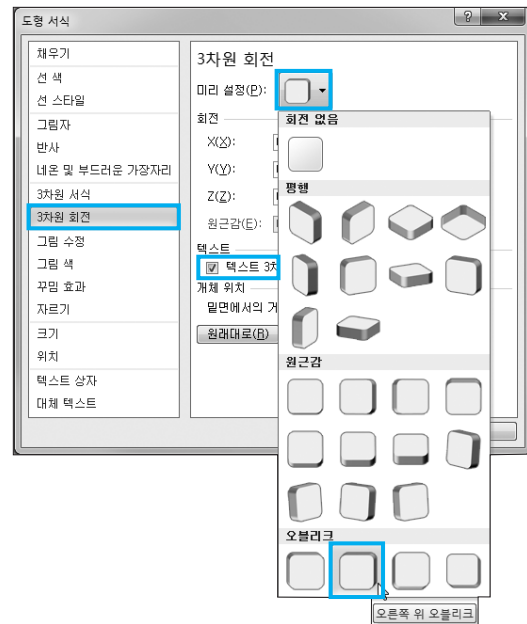 도형 서식
채우기
선 색
선 스타일
그림자
반사
네온 및 부드러운 가장자리
3차원 서식
3차원 회전
그림 수정
그림 색
꾸밈 효과
자르기
크기
위치
텍스트 상자
대체 텍스트
3차원 회전
미리 설정(P):
회전
X(X):
Y(Y):
Z(Z):
원근감(E):
텍스트
텍스트 3차
개체 위치
밑면에서의 거
원래대로(R)
회전 없음
평행
원근감
오블리크
오른쪽 위 오블리크